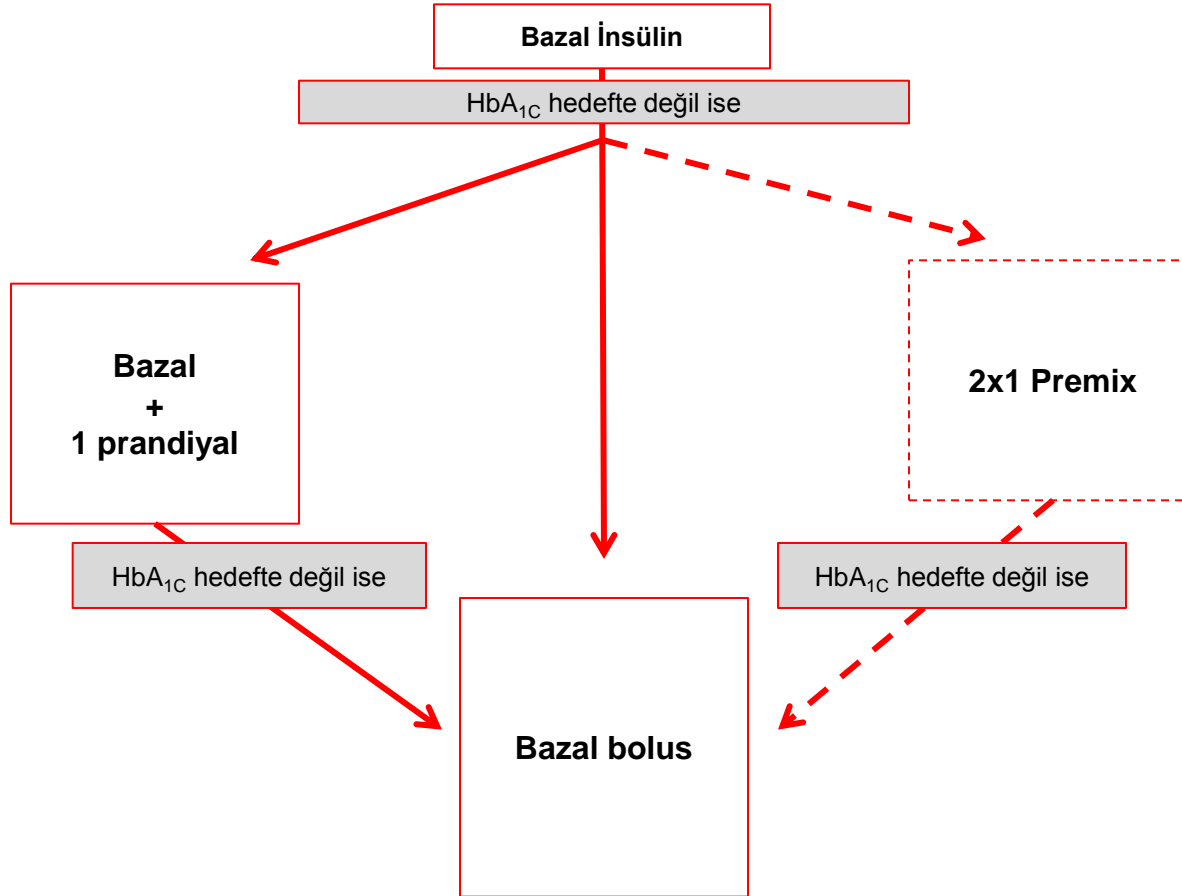 Bazal İnsülin
HbA1C hedefte değil ise
Bazal
+
1 prandiyal
2x1 Premix
HbA1C hedefte değil ise
HbA1C hedefte değil ise
Bazal bolus